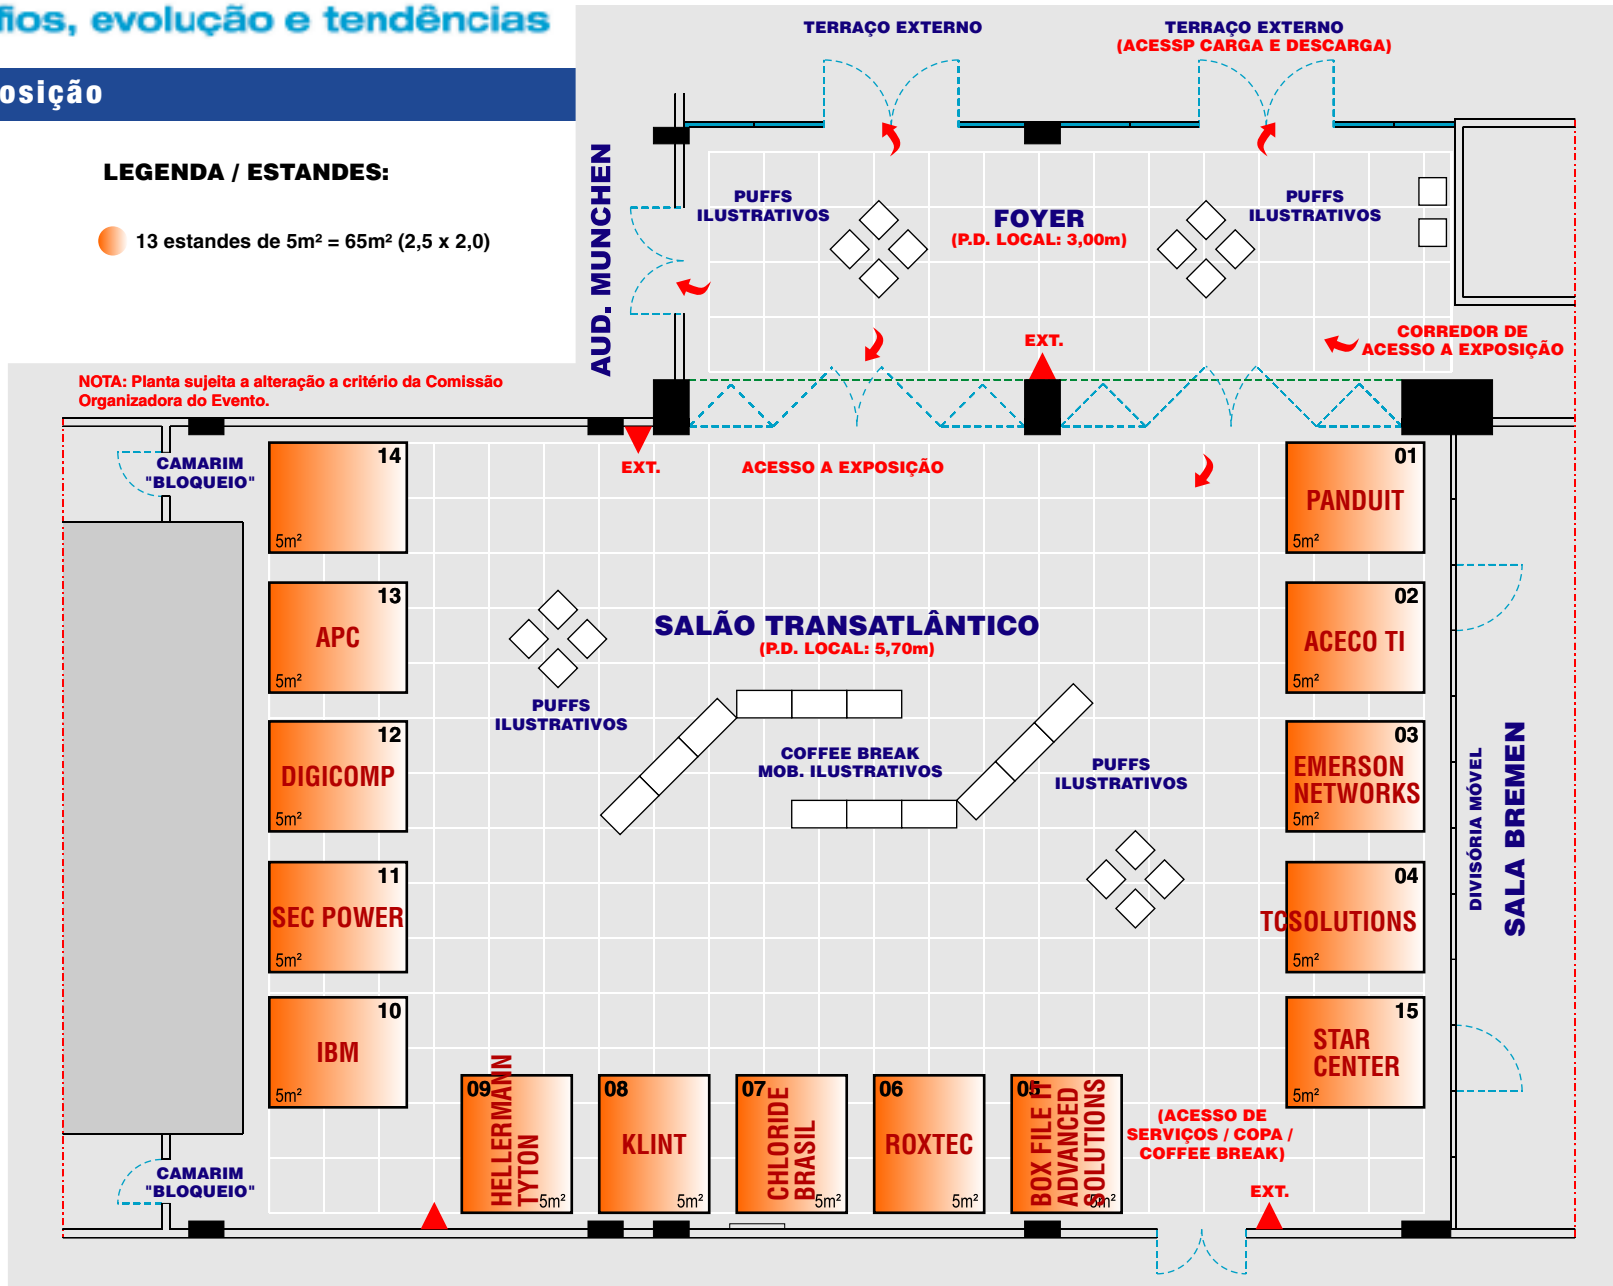 fios, evolução e tendências
osição
LEGENDA / ESTANDES:
13 estandes de 5m² = 65m² (2,5 x 2,0)
NOTA: Planta sujeita a alteração a critério da Comissão
Organizadora do Evento.
TERRAÇO EXTERNO
TERRAÇO EXTERNO
(ACESSP CARGA E DESCARGA)
AUD. MUNCHEN
PUFFS
ILUSTRATIVOS
FOYER
(P.D. LOCAL: 3,00m)
PUFFS
ILUSTRATIVOS
EXT.
CORREDOR DE
ACESSO A EXPOSIÇÃO
CAMARIM
"BLOQUEIO"
EXT.
ACESSO A EXPOSIÇÃO
14
5m²
01
PANDUIT
5m²
13
APC
5m²
02
ACECO TI
5m²
SALÃO TRANSATLÂNTICO
(P.D. LOCAL: 5,70m)
PUFFS
ILUSTRATIVOS
12
DIGICOMP
5m²
COFFEE BREAK
MOB. ILUSTRATIVOS
PUFFS
ILUSTRATIVOS
03
EMERSON
NETWORKS
5m²
DIVISÓRIA MÓVEL
SALA BREMEN
11
SEC POWER
5m²
04
TCSOLUTIONS
5m²
10
IBM
5m²
15
STAR
CENTER
5m²
09
HELLERMANN
TYTON
5m²
08
KLINT
5m²
07
CHLORIDE
BRASIL
5m²
06
ROXTEC
5m²
05
BOX FILE IT
ADVANCED
SOLUTIONS
5m²
(ACESSO DE
SERVIÇOS / COPA /
COFFEE BREAK)
EXT.
CAMARIM
"BLOQUEIO"